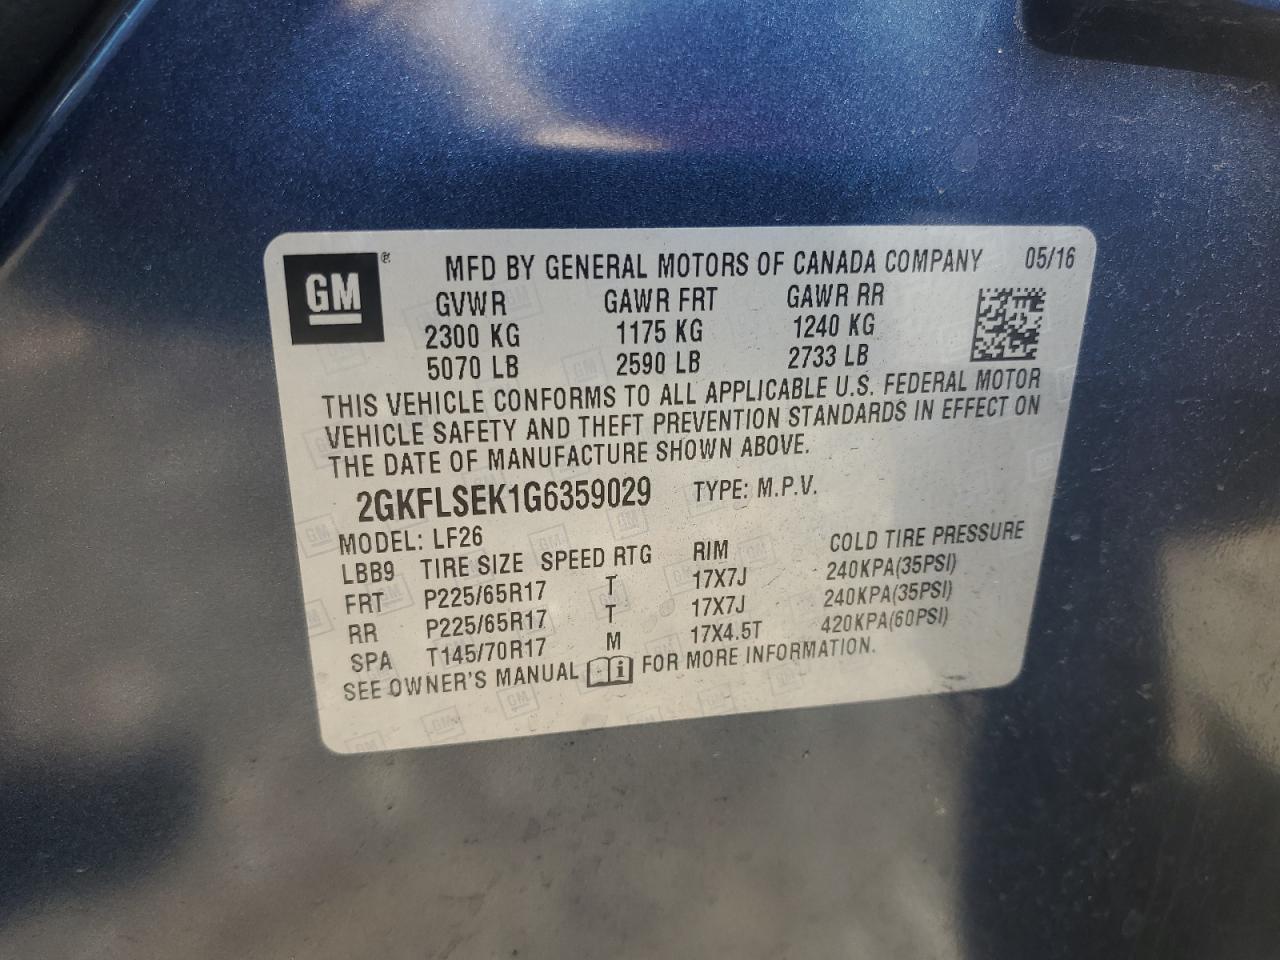 GM®
MFD BY GENERAL MOTORS OF CANADA COMPANY 05/16
GVWR GAWR FRT GAWR RR
2300 KG 1175 KG 1240 KG
5070 LB 2590 LB 2733 LB
THIS VEHICLE CONFORMS TO ALL APPLICABLE U.S. FEDERAL MOTOR
VEHICLE SAFETY AND THEFT PREVENTION STANDARDS IN EFFECT ON
THE DATE OF MANUFACTURE SHOWN ABOVE.
2GKFLSEK1G6359029 TYPE: M.P.V.
MODEL: LF26
LBB9 TIRE SIZE SPEED RTG RIM COLD TIRE PRESSURE
FRT P225/65R17 T 17X7J 240KPA(35PSI)
RR P225/65R17 T 17X7J 240KPA(35PSI)
SPA T145/70R17 M 17X4.5T 420KPA(60PSI)
SEE OWNER'S MANUAL i FOR MORE INFORMATION.